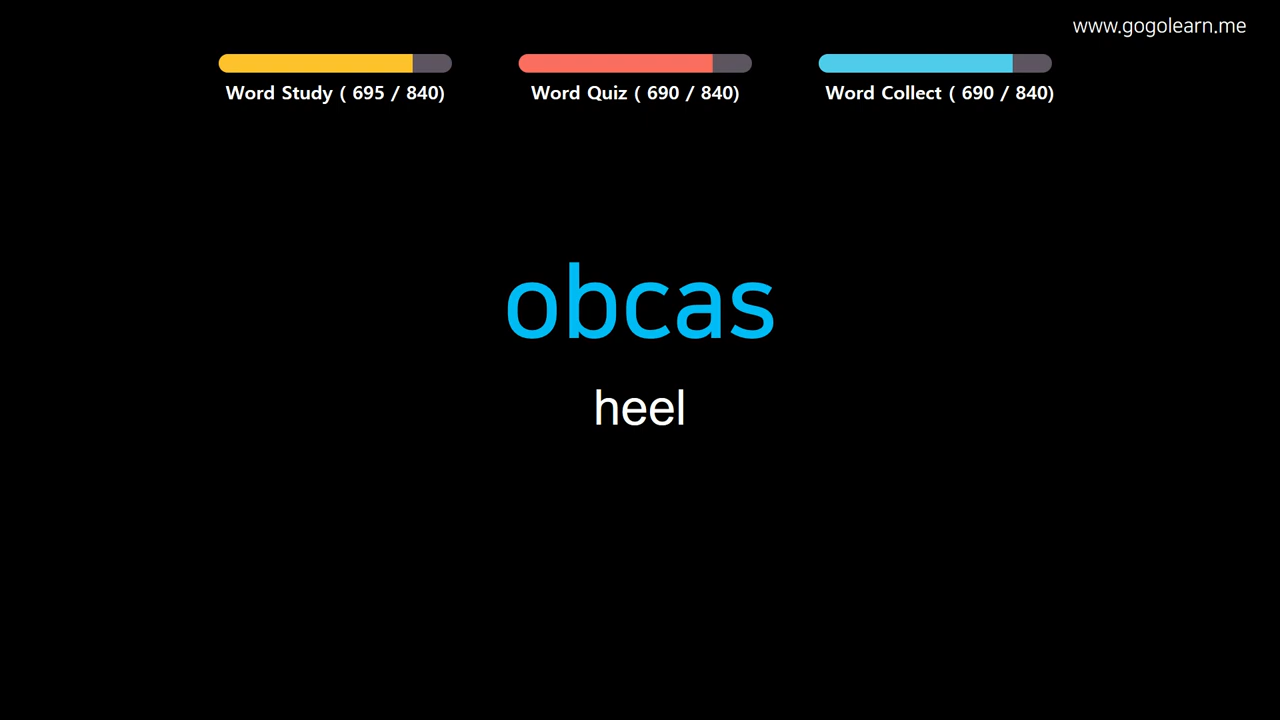 www.gogolearn.me
Word Study ( 695 / 840)
Word Quiz ( 690 / 840)
Word Collect ( 690 / 840)
obcas
heel